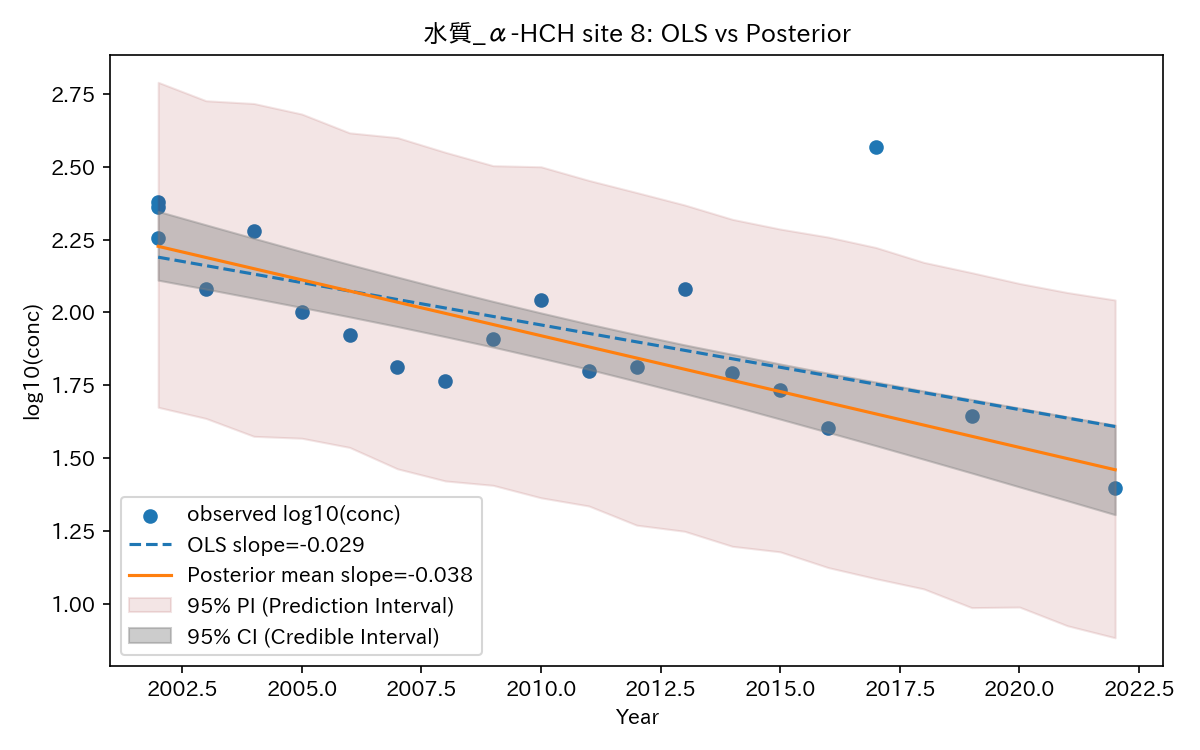 水質_α-HCH site 8: OLS vs Posterior
log10(conc)
2.75
2.50
2.25
2.00
1.75
1.50
1.25
1.00
observed log10(conc)
OLS slope=-0.029
Posterior mean slope=-0.038
95% PI (Prediction Interval)
95% CI (Credible Interval)
2002.5 2005.0 2007.5 2010.0 2012.5 2015.0 2017.5 2020.0 2022.5
Year